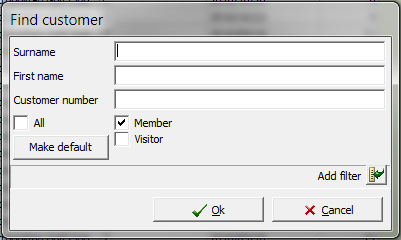 Find customer
Surname
First name
Customer number
All
Member
Make default
Visitor
Add filter
Ok
Cancel